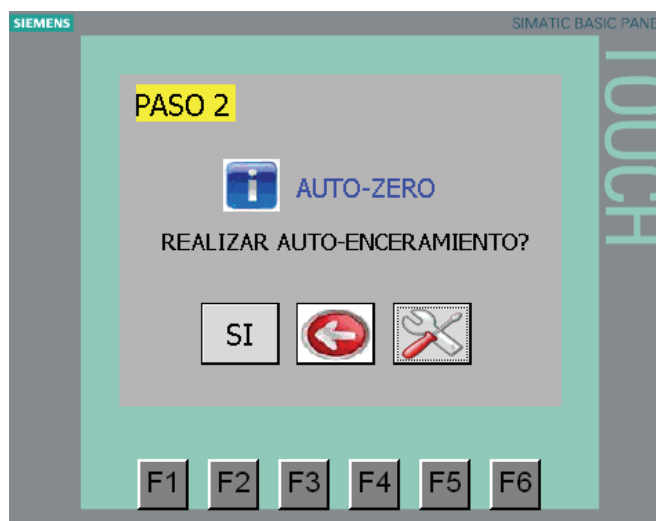 SIEMENS
SIMATIC BASIC PANE
TOUCH
PASO 2
AUTO-ZERO
REALIZAR AUTO-ENCERAMIENTO?
SI
F1 F2 F3 F4 F5 F6